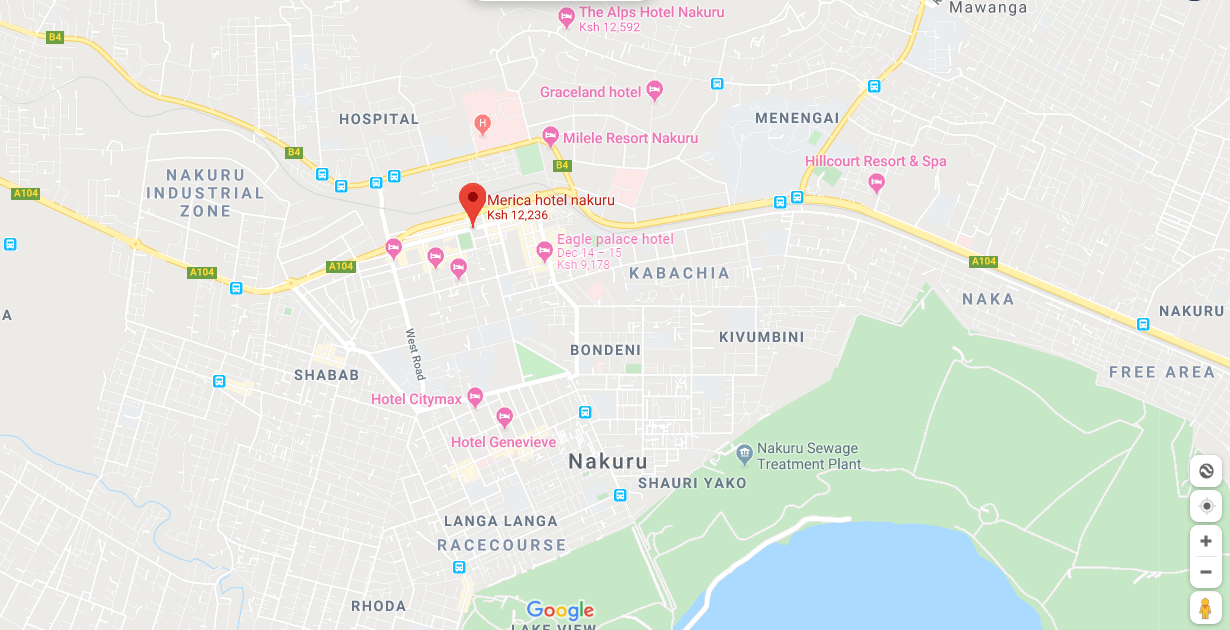 The Alps Hotel Nakuru
Ksh 12,592
Mawanga
B4
Graceland hotel
HOSPITAL
H
MENENGAI
Milele Resort Nakuru
B4
B4
Hillcourt Resort & Spa
NAKURU
INDUSTRIAL
ZONE
A104
Merica hotel nakuru
Ksh 12,236
Eagle palace hotel
Dec 14 – 15
Ksh 9,178
A104
A104
KABACHIA
A104
NAKA
NAKURU
A
West Road
BONDENI
KIVUMBINI
SHABAB
FREE AREA
Hotel Citymax
Hotel Genevieve
Nakuru
Nakuru Sewage
Treatment Plant
SHAURI YAKO
LANGA LANGA
RACECOURSE
RHODA
Google
LAKE VIEW